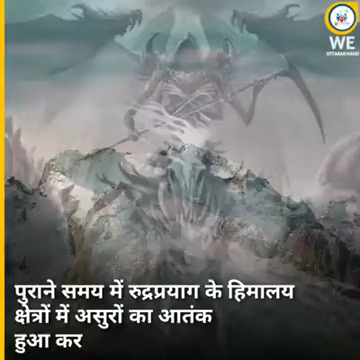 WE
UTTARAKHAND
पुराने समय में रुद्रप्रयाग के हिमालय
क्षेत्रों में असुरों का आतंक
हुआ कर